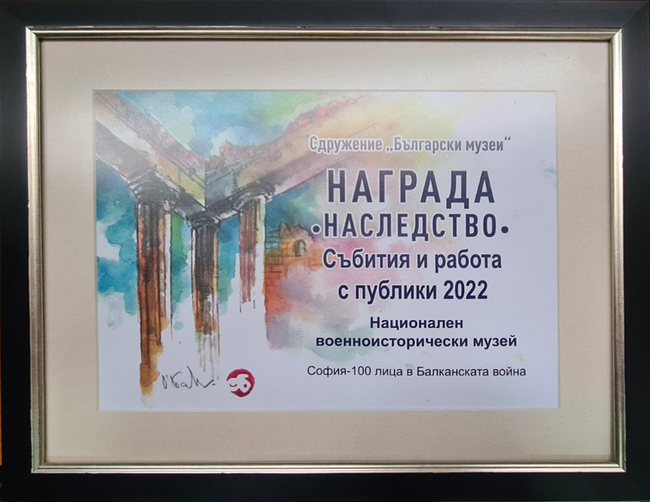 Сдружение „Български музеи“
НАГРАДА
•НАСЛЕДСТВО•
Събития и работа
с публики 2022
Национален
военноисторически музей
София-100 лица в Балканската война